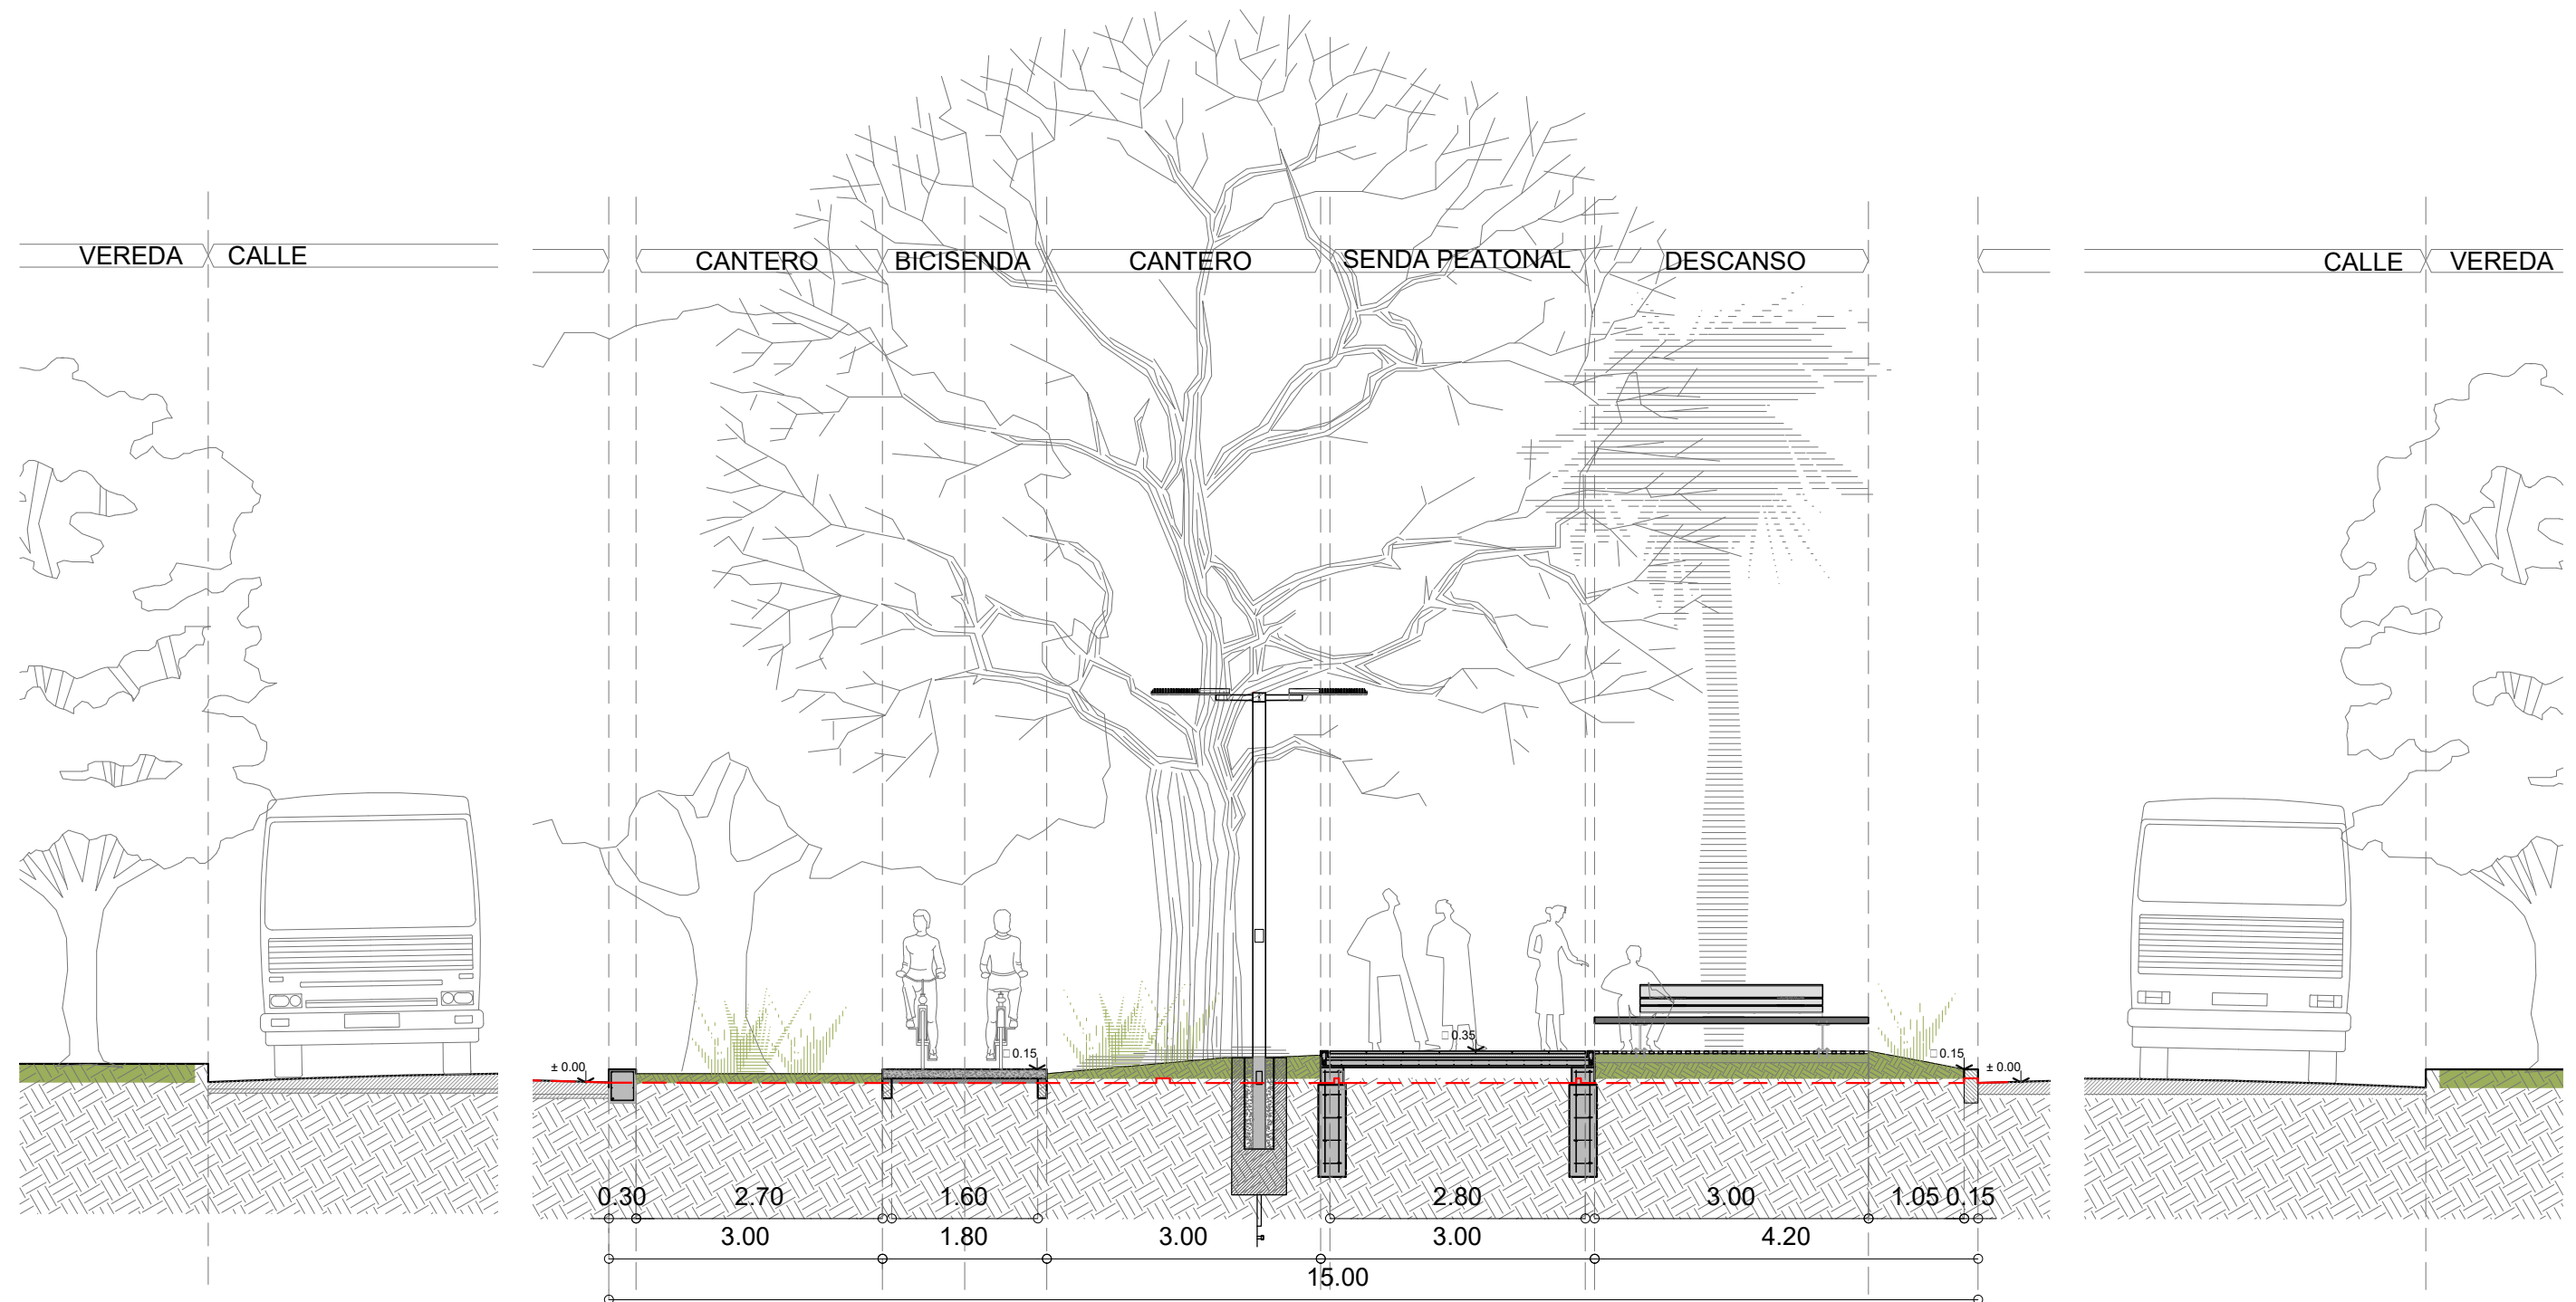 VEREDA CALLE
CANTERO BICISENDA CANTERO SENDA PEATONAL DESCANSO
CALLE VEREDA
□ 0.35
□ 0.15
□ 0.15
± 0.00
± 0.00
0.30 2.70 1.60 2.80 3.00 1.05 0.15
3.00 1.80 3.00 3.00 4.20
15.00